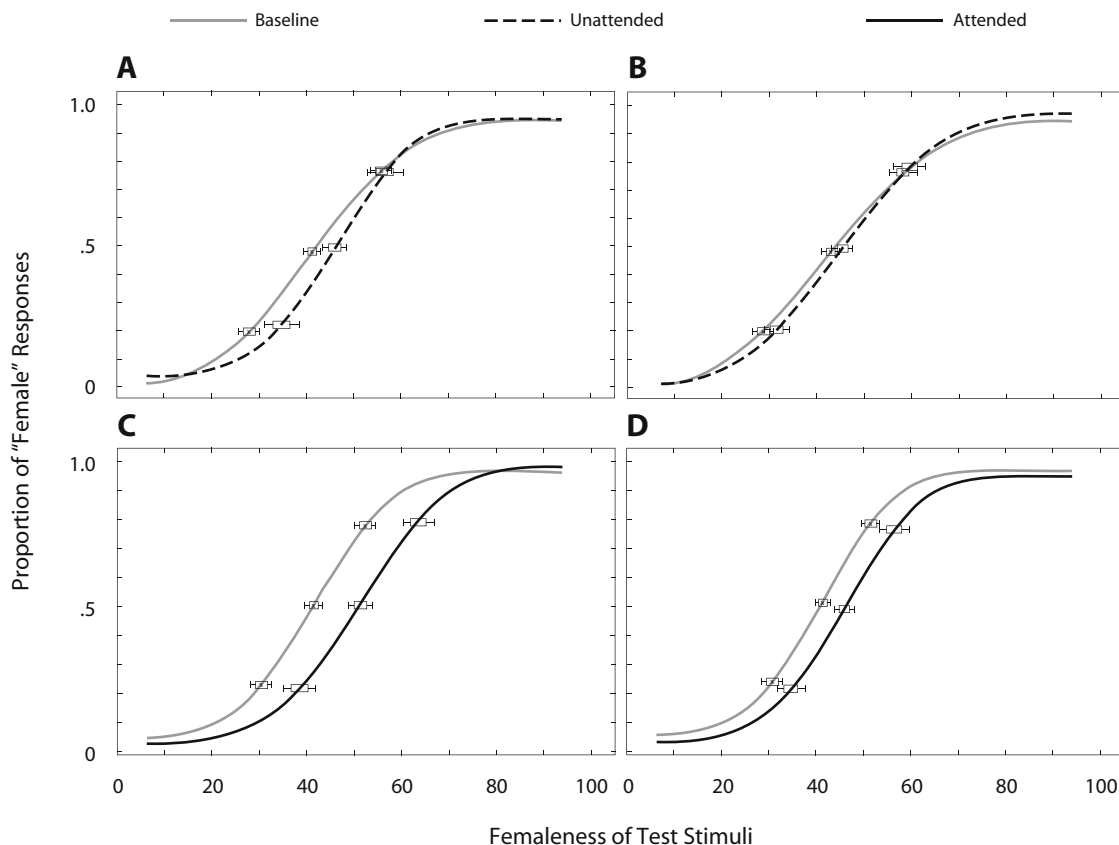 Baseline Unattended Attended
A B
1.0
.5
0
Proportion of "Female" Responses
C D
1.0
.5
0
0 20 40 60 80 100 0 20 40 60 80 100
Femaleness of Test Stimuli